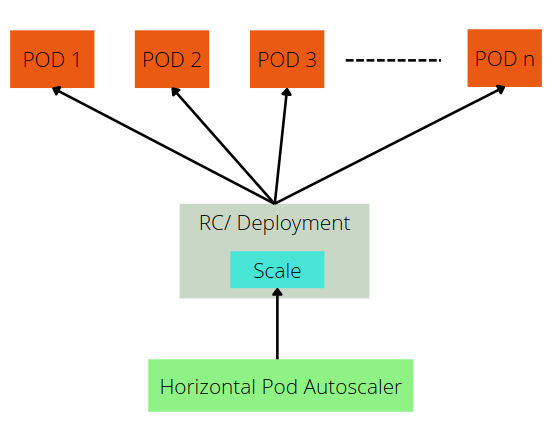 POD 1
POD 2
POD 3
POD n
RC/ Deployment
Scale
Horizontal Pod Autoscaler